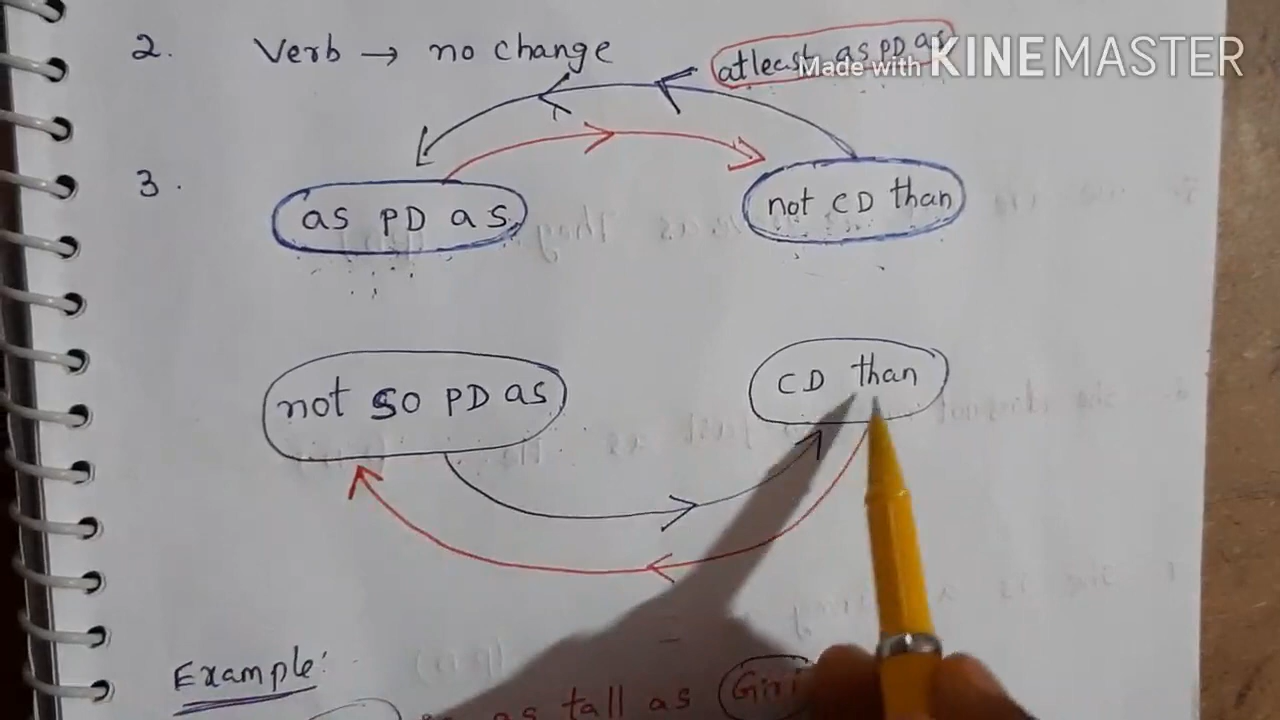 2. Verb → no change
atleast as PD as
Made with KINEMASTER
3.
as PD as
not CD than
not so PD as
CD than
Example:
as tall as Giri